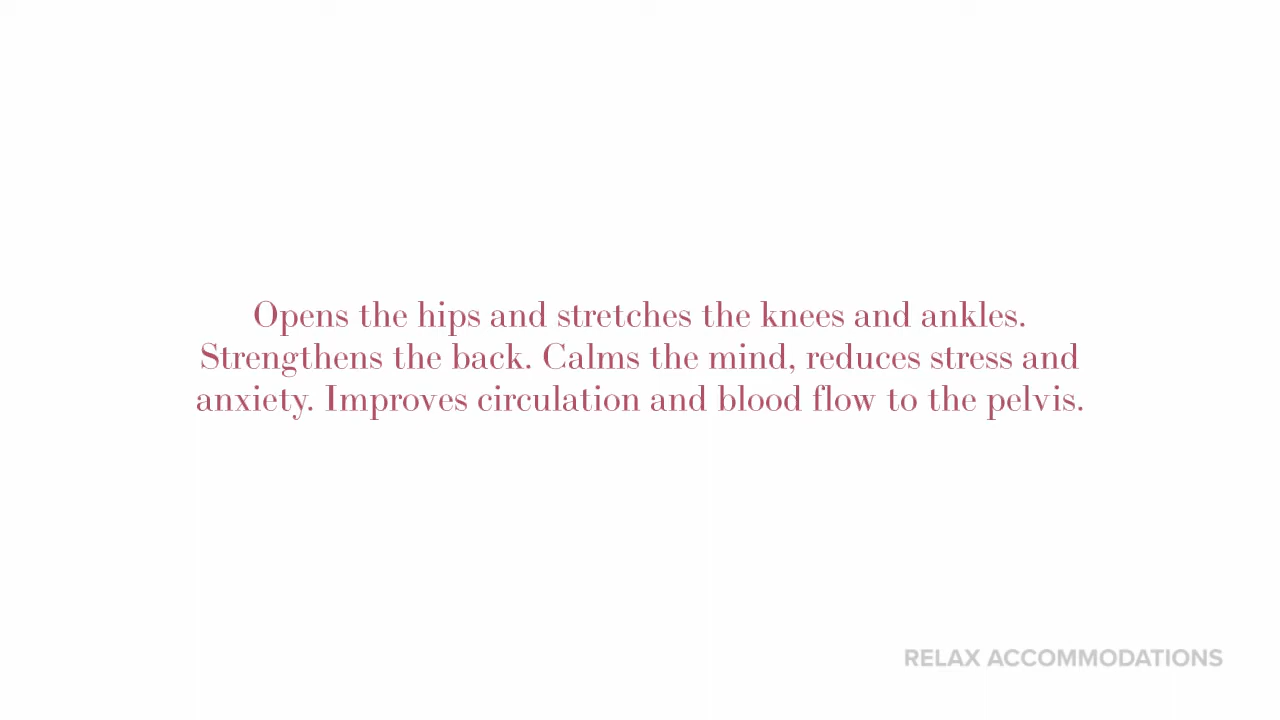 Opens the hips and stretches the knees and ankles.
Strengthens the back. Calms the mind, reduces stress and
anxiety. Improves circulation and blood flow to the pelvis.
RELAX ACCOMMODATIONS